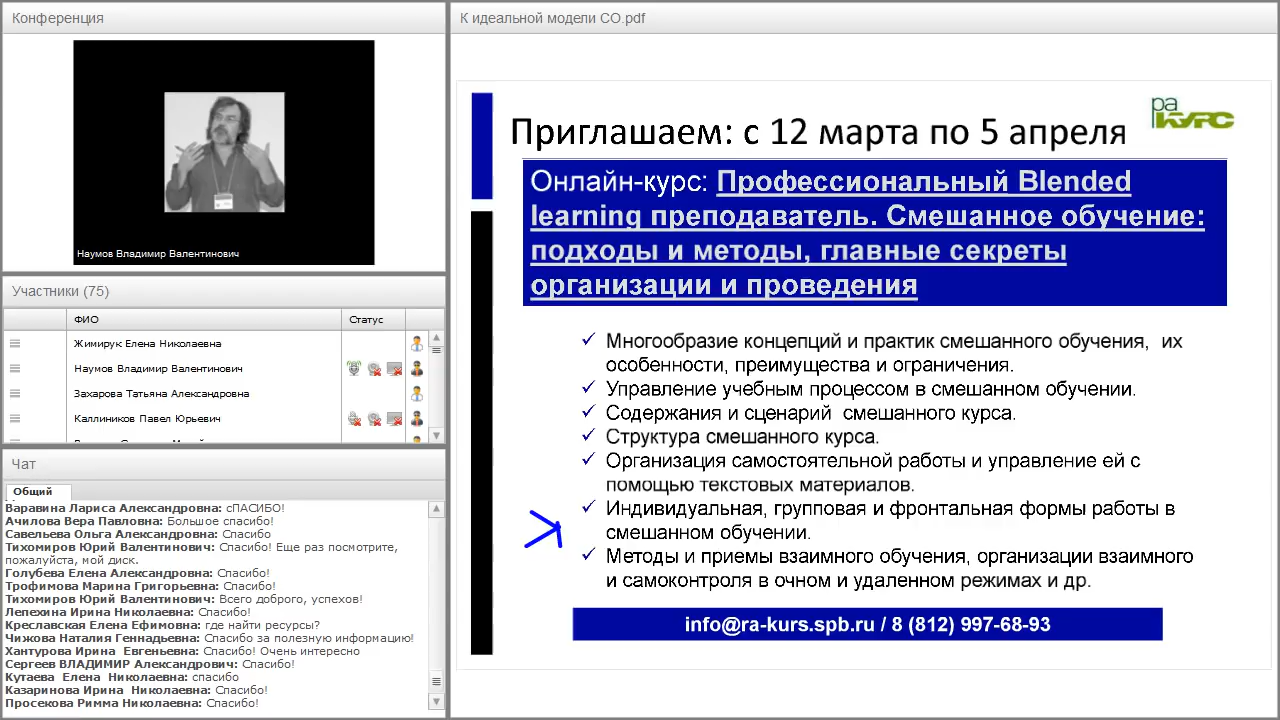 Конференция
Наумов Владимир Валентинович
Участники (75)
ФИО
Статус
Жимирук Елена Николаевна
Наумов Владимир Валентинович
Захарова Татьяна Александровна
Каллиников Павел Юрьевич
Чат
Общий
Варавина Лариса Александровна: сПАСИБО!
Ачилова Вера Павловна: Большое спасибо!
Савельева Ольга Александровна: Спасибо
Тихомиров Юрий Валентинович: Спасибо! Еще раз посмотрите,
пожалуйста, мой диск.
Голубева Елена Александровна: Спасибо!
Трофимова Марина Григорьевна: Спасибо!
Тихомиров Юрий Валентинович: Всего доброго, успехов!
Лепехина Ирина Николаевна: Спасибо!
Креславская Елена Ефимовна: где найти ресурсы?
Чижова Наталия Геннадьевна: Спасибо за полезную информацию!
Хантурова Ирина  Евгеньевна: Спасибо! Очень интересно
Сергеев ВЛАДИМИР Александрович: Спасибо!
Кутаева  Елена  Николаевна: спасибо
Казаринова Ирина  Николаевна: Спасибо!
Просекова Римма Николаевна: Спасибо!
К идеальной модели СО.pdf
ра
КУРС
Приглашаем: с 12 марта по 5 апреля
Онлайн-курс: Профессиональный Blended
learning преподаватель. Смешанное обучение:
подходы и методы, главные секреты
организации и проведения
Многообразие концепций и практик смешанного обучения,  их
особенности, преимущества и ограничения.
Управление учебным процессом в смешанном обучении.
Содержания и сценарий  смешанного курса.
Структура смешанного курса.
Организация самостоятельной работы и управление ей с
помощью текстовых материалов.
Индивидуальная, групповая и фронтальная формы работы в
смешанном обучении.
Методы и приемы взаимного обучения, организации взаимного
и самоконтроля в очном и удаленном режимах и др.
info@ra-kurs.spb.ru / 8 (812) 997-68-93